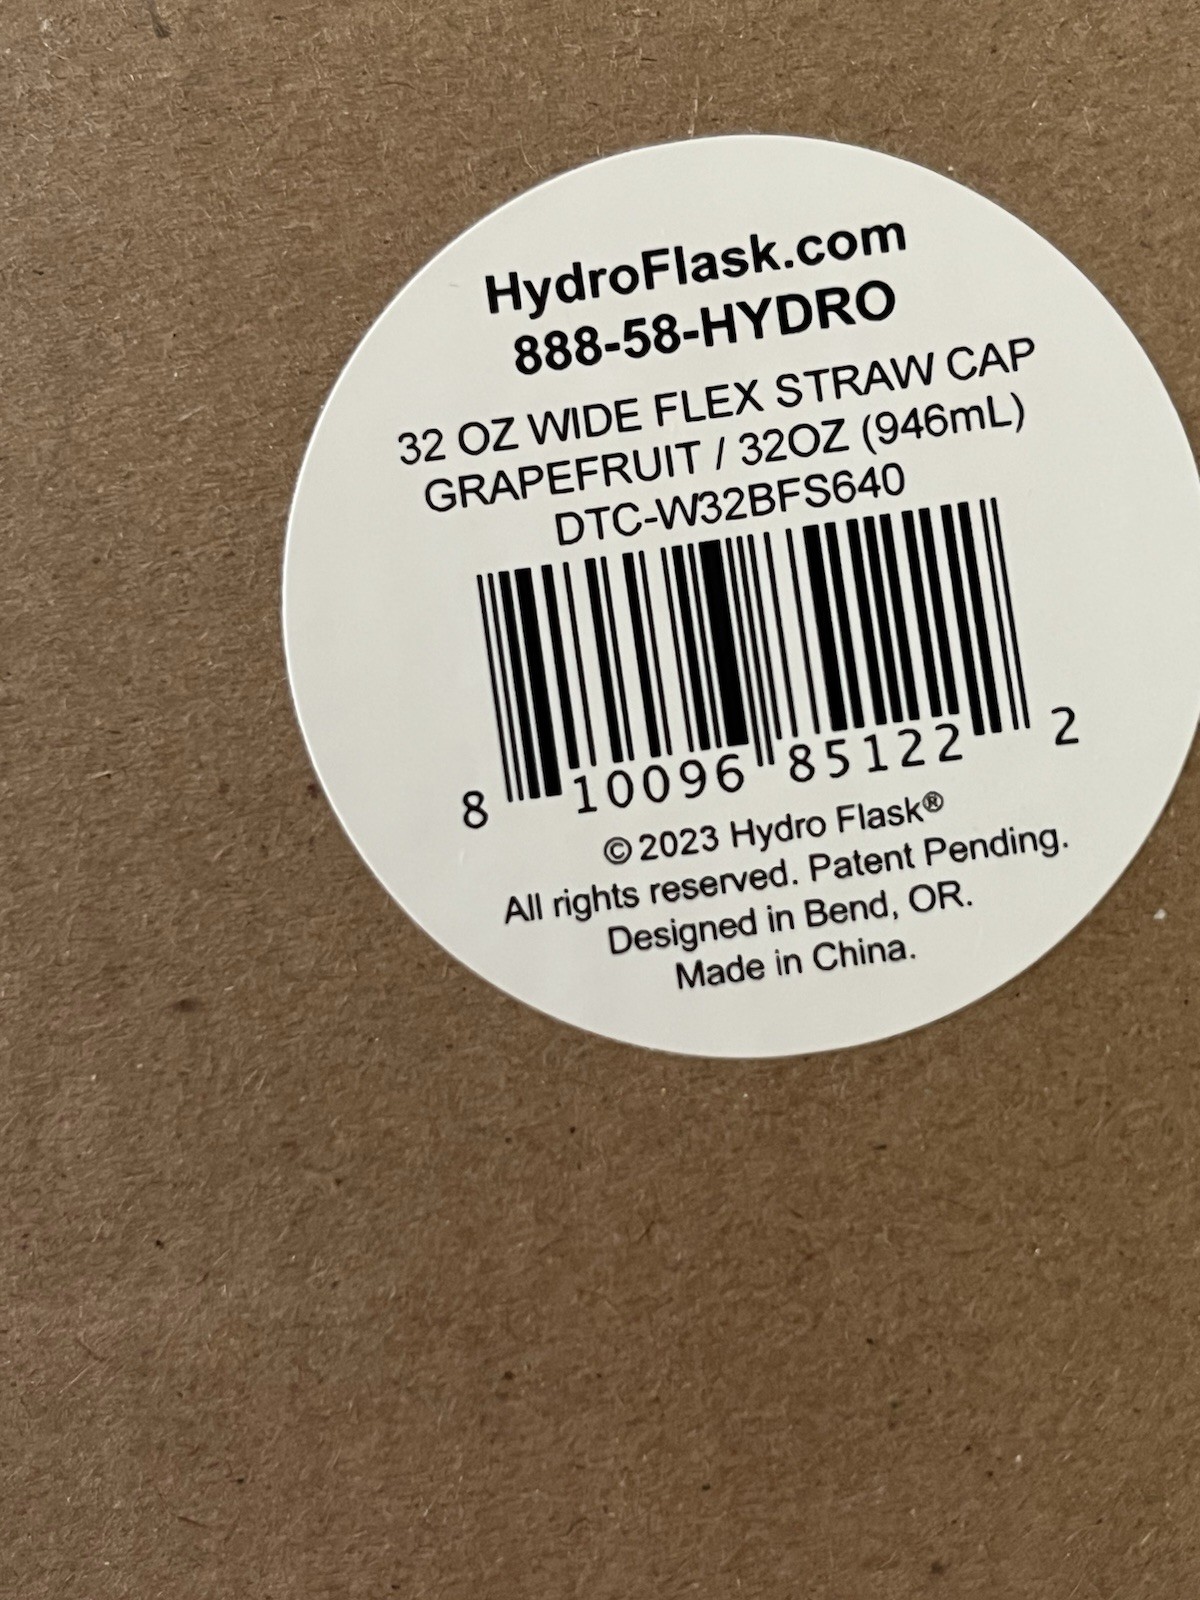 HydroFlask.com
888-58-HYDRO
32 OZ WIDE FLEX STRAW CAP
GRAPEFRUIT / 32OZ (946mL)
DTC-W32BFS640
8 10096 85122 2
©2023 Hydro Flask®
All rights reserved. Patent Pending.
Designed in Bend, OR.
Made in China.